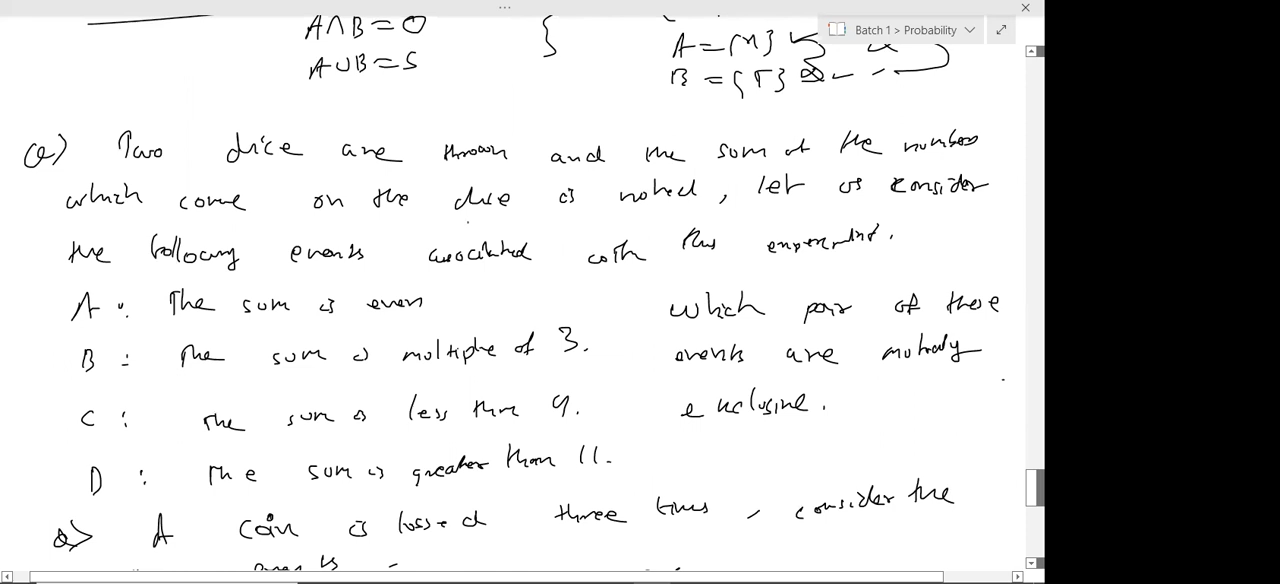 Batch 1 > Probability
A∩B=O
A∪B=S
A={H}
B={T}
Q) Two dice are thrown and the sum of the numbers
which come on the dice is noted, let us consider
the following events associated with this experiment.
A: The sum is even
B: The sum is multiple of 3.
C: The sum is less than 4.
D: The sum is greater than 11.
which pair of these
events are mutually
exclusive.
Q) A coin is tossed three times, consider the